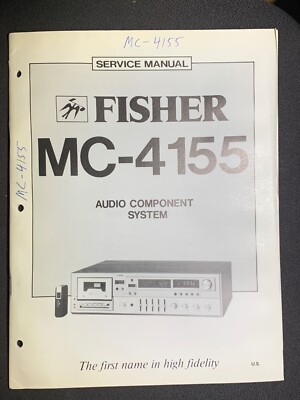 MC-4155
SERVICE MANUAL
FISHER
MC-4155
MC-4155
AUDIO COMPONENT
SYSTEM
The first name in high fidelity
U.S.